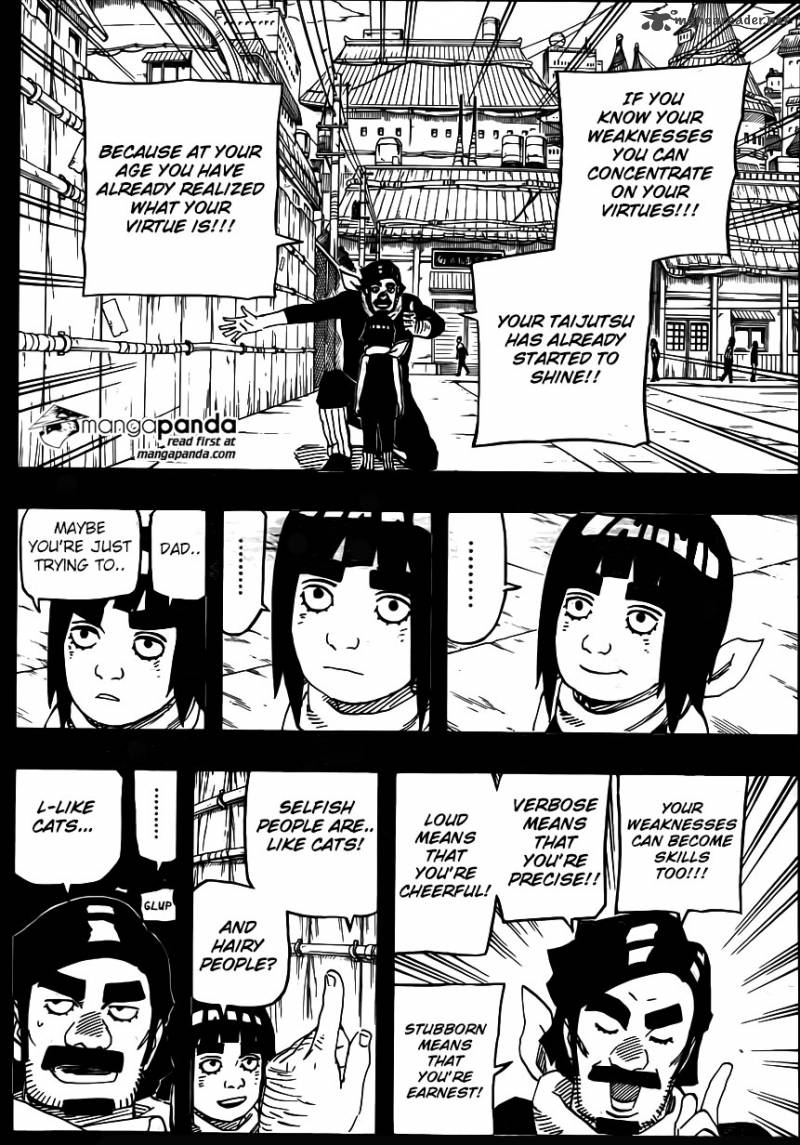 mangareader.net
IF YOU
KNOW YOUR
WEAKNESSES
YOU CAN
CONCENTRATE
ON YOUR
VIRTUES!!!
YOUR TAIJUTSU
HAS ALREADY
STARTED TO
SHINE!!
BECAUSE AT YOUR
AGE YOU HAVE
ALREADY REALIZED
WHAT YOUR
VIRTUE IS!!!
mangapanda
read first at
mangapanda.com
.........
.........
DAD..
MAYBE
YOU'RE JUST
TRYING TO..
YOUR
WEAKNESSES
CAN BECOME
SKILLS
TOO!!!
VERBOSE
MEANS THAT
YOU'RE
PRECISE!!
LOUD
MEANS
THAT
YOU'RE
CHEERFUL!
STUBBORN
MEANS THAT
YOU'RE
EARNEST!
SELFISH
PEOPLE ARE..
LIKE CATS!
AND
HAIRY
PEOPLE?
.........
GLUP
L-LIKE
CATS...